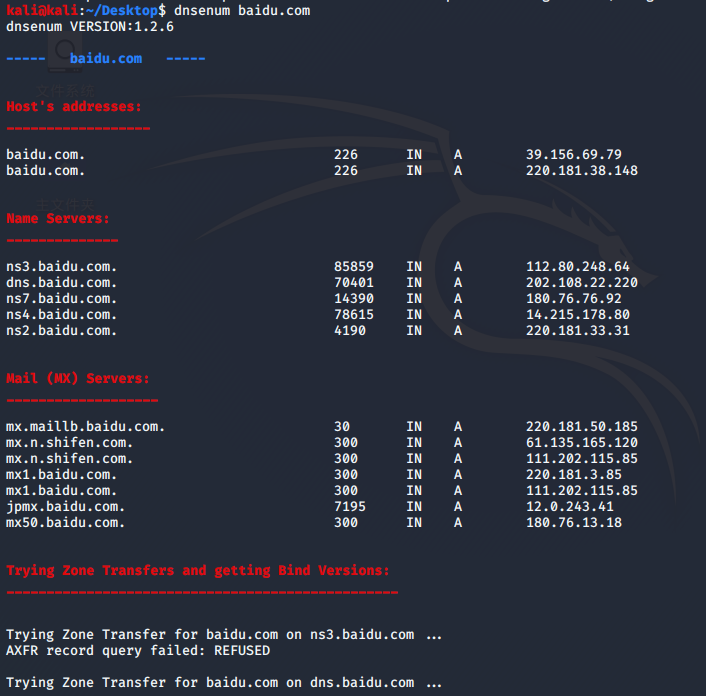 kali@kali:~/Desktop$ dnsenum baidu.com
dnsenum VERSION:1.2.6
-----   baidu.com   -----
文件系统
Host's addresses:
------------------
baidu.com.                               226      IN    A        39.156.69.79
baidu.com.                               226      IN    A        220.181.38.148
主文件夹
Name Servers:
--------------
ns3.baidu.com.                           85859    IN    A        112.80.248.64
dns.baidu.com.                           70401    IN    A        202.108.22.220
ns7.baidu.com.                           14390    IN    A        180.76.76.92
ns4.baidu.com.                           78615    IN    A        14.215.178.80
ns2.baidu.com.                           4190     IN    A        220.181.33.31
Mail (MX) Servers:
-------------------
mx.maillb.baidu.com.                     30       IN    A        220.181.50.185
mx.n.shifen.com.                         300      IN    A        61.135.165.120
mx.n.shifen.com.                         300      IN    A        111.202.115.85
mx1.baidu.com.                           300      IN    A        220.181.3.85
mx1.baidu.com.                           300      IN    A        111.202.115.85
jpmx.baidu.com.                          7195     IN    A        12.0.243.41
mx50.baidu.com.                          300      IN    A        180.76.13.18
Trying Zone Transfers and getting Bind Versions:
-------------------------------------------------
Trying Zone Transfer for baidu.com on ns3.baidu.com ...
AXFR record query failed: REFUSED
Trying Zone Transfer for baidu.com on dns.baidu.com ...